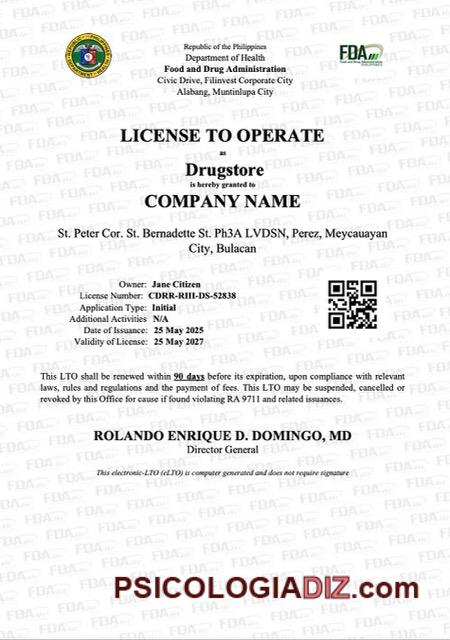 Republic of the Philippines
Department of Health
Food and Drug Administration
Civic Drive, Filinvest Corporate City
Alabang, Muntinlupa City
FDA
Food and Drug Administration
PHILIPPINES
LICENSE TO OPERATE
as
Drugstore
is hereby granted to
COMPANY NAME
St. Peter Cor. St. Bernadette St. Ph3A LVDSN, Perez, Meycauayan
City, Bulacan
Owner: Jane Citizen
License Number: CDRR-RIII-DS-52838
Application Type: Initial
Additional Activities N/A
Date of Issuance: 25 May 2025
Validity of License: 25 May 2027
This LTO shall be renewed within 90 days before its expiration, upon compliance with relevant
laws, rules and regulations and the payment of fees. This LTO may be suspended, cancelled or
revoked by this Office for cause if found violating RA 9711 and related issuances.
ROLANDO ENRIQUE D. DOMINGO, MD
Director General
This electronic-LTO (eLTO) is computer generated and does not require signature
PSICOLOGIADIZ.com